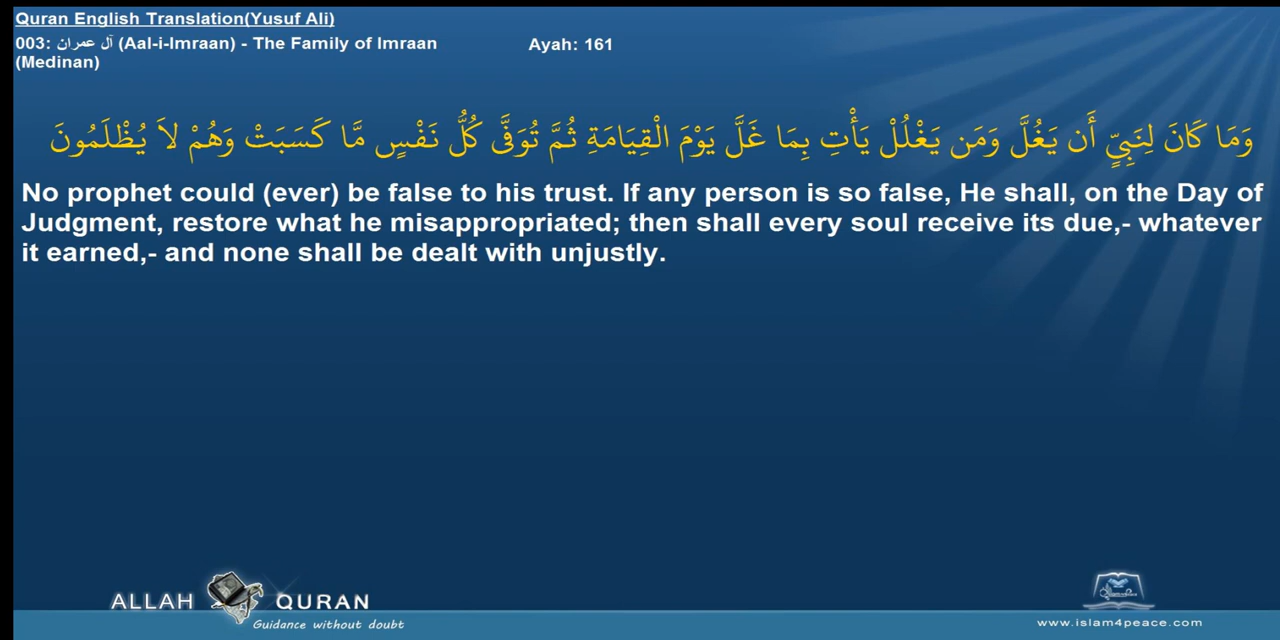 Quran English Translation(Yusuf Ali)
003: آل عمران (Aal-i-Imraan) - The Family of Imraan
(Medinan)
Ayah: 161
وَمَا كَانَ لِنَبِيٍّ أَن يَغُلَّ وَمَن يَغْلُلْ يَأْتِ بِمَا غَلَّ يَوْمَ الْقِيَامَةِ ثُمَّ تُوَفَّى كُلُّ نَفْسٍ مَّا كَسَبَتْ وَهُمْ لاَ يُظْلَمُونَ
No prophet could (ever) be false to his trust. If any person is so false, He shall, on the Day of
Judgment, restore what he misappropriated; then shall every soul receive its due,- whatever
it earned,- and none shall be dealt with unjustly.
ALLAH QURAN
Guidance without doubt
www.islam4peace.com